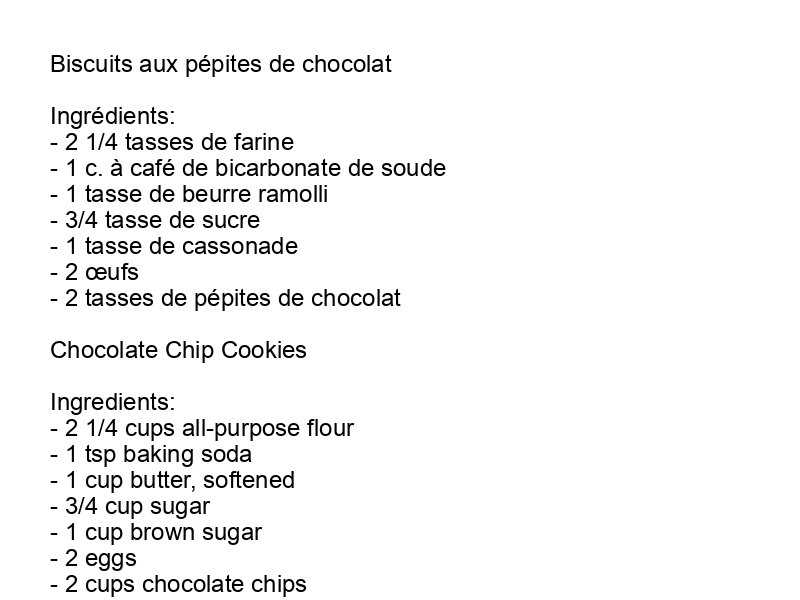 Biscuits aux pépites de chocolat
Ingrédients:
- 2 1/4 tasses de farine
- 1 c. à café de bicarbonate de soude
- 1 tasse de beurre ramolli
- 3/4 tasse de sucre
- 1 tasse de cassonade
- 2 œufs
- 2 tasses de pépites de chocolat
Chocolate Chip Cookies
Ingredients:
- 2 1/4 cups all-purpose flour
- 1 tsp baking soda
- 1 cup butter, softened
- 3/4 cup sugar
- 1 cup brown sugar
- 2 eggs
- 2 cups chocolate chips